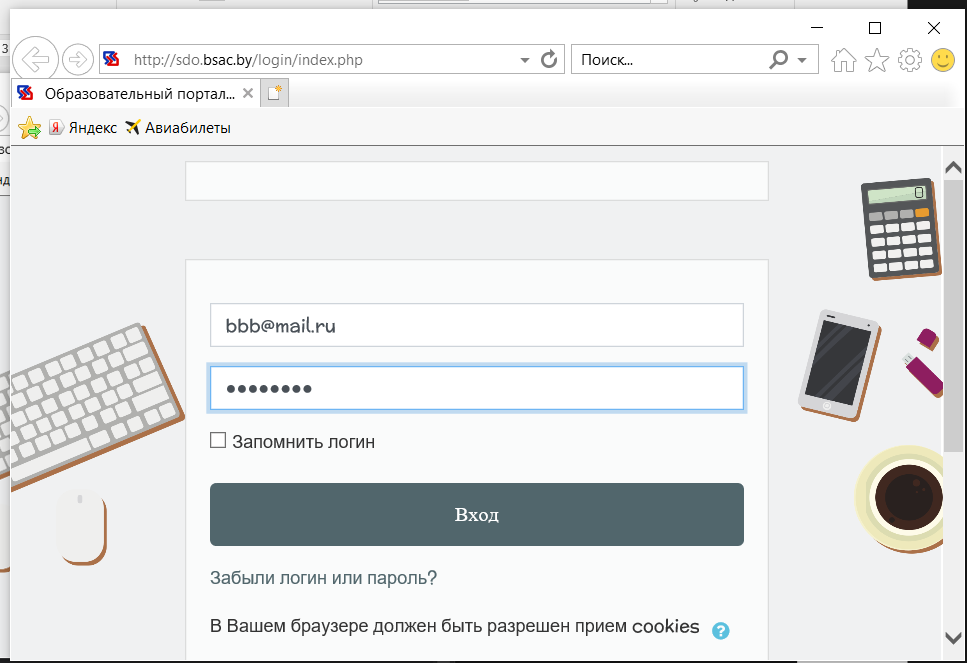 http://sdo.bsac.by/login/index.php
Поиск...
Образовательный портал...
Яндекс
Авиабилеты
0
bbb@mail.ru
••••••••
Запомнить логин
Вход
Забыли логин или пароль?
В Вашем браузере должен быть разрешен прием cookies ?